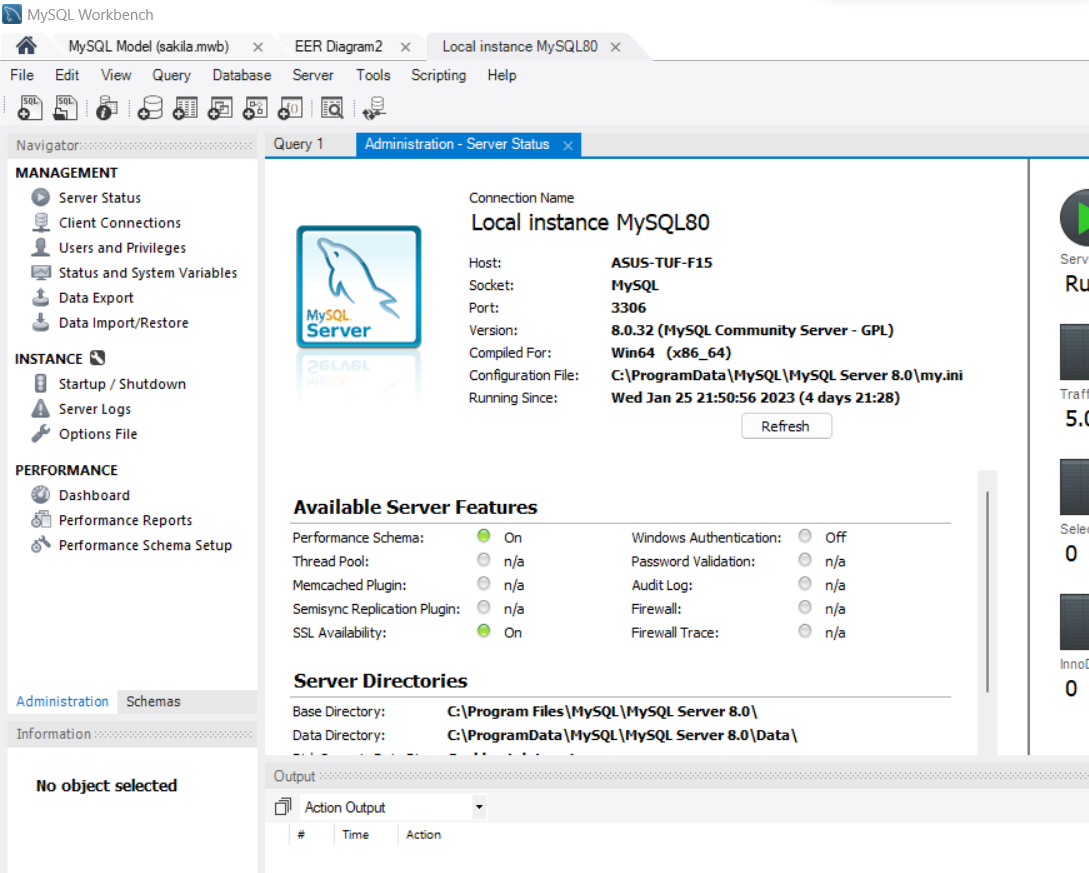 MySQL Workbench
MySQL Model (sakila.mwb) EER Diagram2 Local instance MySQL80
File Edit View Query Database Server Tools Scripting Help
Navigator
MANAGEMENT
Server Status
Client Connections
Users and Privileges
Status and System Variables
Data Export
Data Import/Restore
INSTANCE
Startup / Shutdown
Server Logs
Options File
PERFORMANCE
Dashboard
Performance Reports
Performance Schema Setup
Administration Schemas
Information
No object selected
Query 1 Administration - Server Status
MySQL
Server
Connection Name
Local instance MySQL80
Host: ASUS-TUF-F15
Socket: MySQL
Port: 3306
Version: 8.0.32 (MySQL Community Server - GPL)
Compiled For: Win64 (x86_64)
Configuration File: C:\ProgramData\MySQL\MySQL Server 8.0\my.ini
Running Since: Wed Jan 25 21:50:56 2023 (4 days 21:28)
Refresh
Available Server Features
Performance Schema: On Windows Authentication: Off
Thread Pool: n/a Password Validation: n/a
Memcached Plugin: n/a Audit Log: n/a
Semisync Replication Plugin: n/a Firewall: n/a
SSL Availability: On Firewall Trace: n/a
Server Directories
Base Directory: C:\Program Files\MySQL\MySQL Server 8.0\
Data Directory: C:\ProgramData\MySQL\MySQL Server 8.0\Data\
Serv
Ru
Traff
5.0
Selec
0
InnoD
0
Output
Action Output
# Time Action